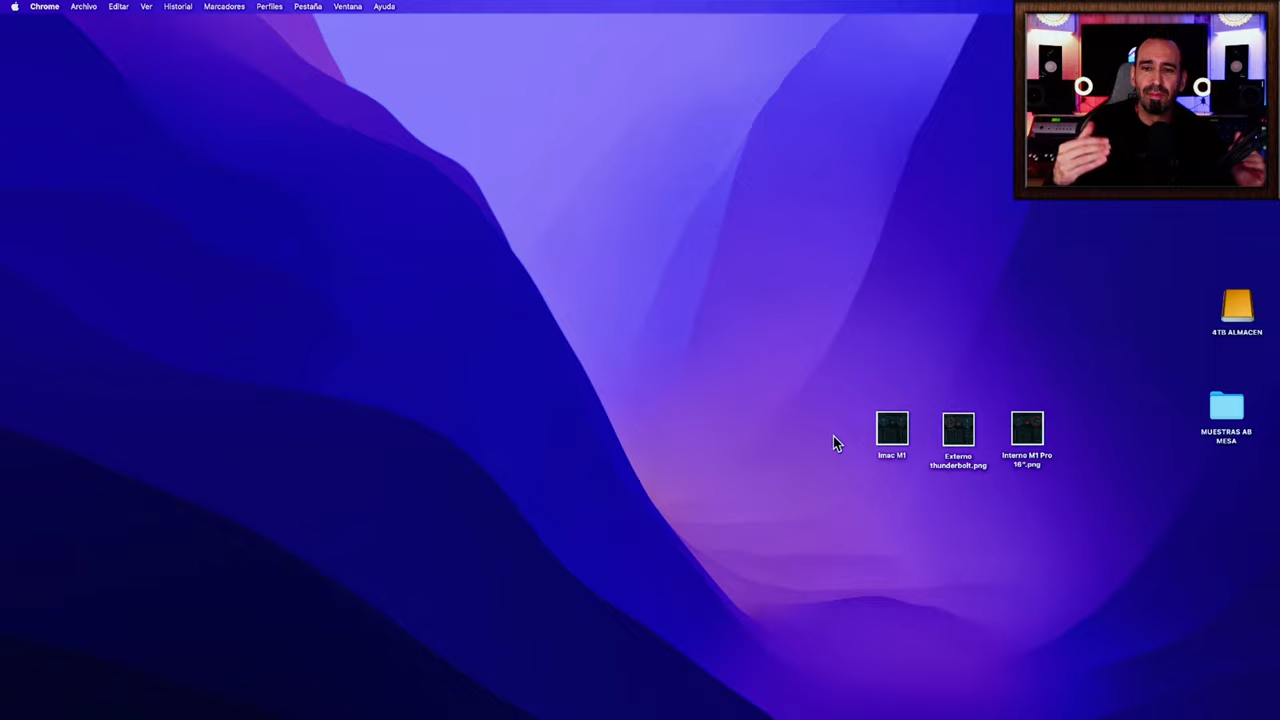 Chrome Archivo Editar Ver Historial Marcadores Perfiles Pestaña Ventana Ayuda
4TB ALMACEN
MUESTRAS AB
MESA
Imac M1
Externo
thunderbolt.png
Interno M1 Pro
16".png